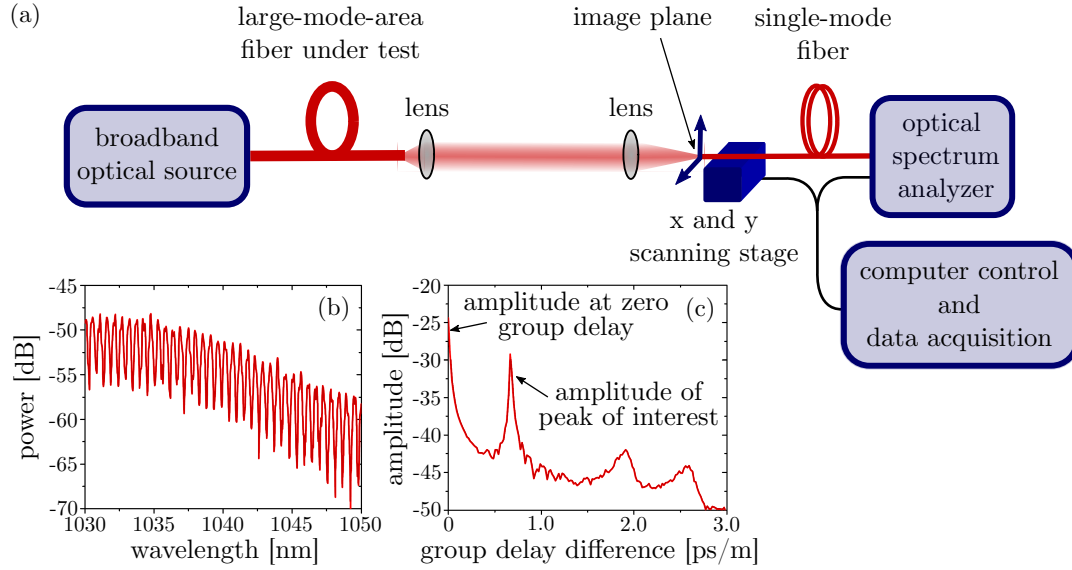 (a)
large-mode-area
fiber under test
image plane
single-mode
fiber
lens
lens
broadband
optical source
optical
spectrum
analyzer
x and y
scanning stage
computer control
and
data acquisition
(b)
-45
-50
-55
-60
-65
-70
power [dB]
1030
1035
1040
1045
1050
wavelength [nm]
(c)
-20
-25
-30
-35
-40
-45
-50
amplitude [dB]
amplitude at zero
group delay
amplitude of
peak of interest
0
1.0
2.0
3.0
group delay difference [ps/m]